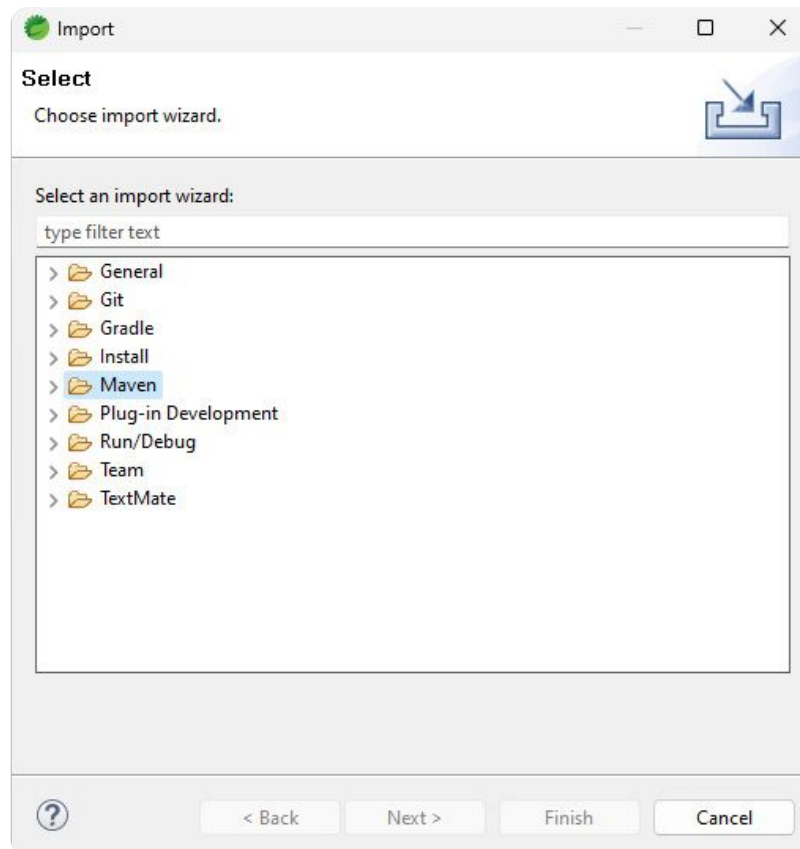 Import
Select
Choose import wizard.
Select an import wizard:
type filter text
General
Git
Gradle
Install
Maven
Plug-in Development
Run/Debug
Team
TextMate
? < Back Next > Finish Cancel